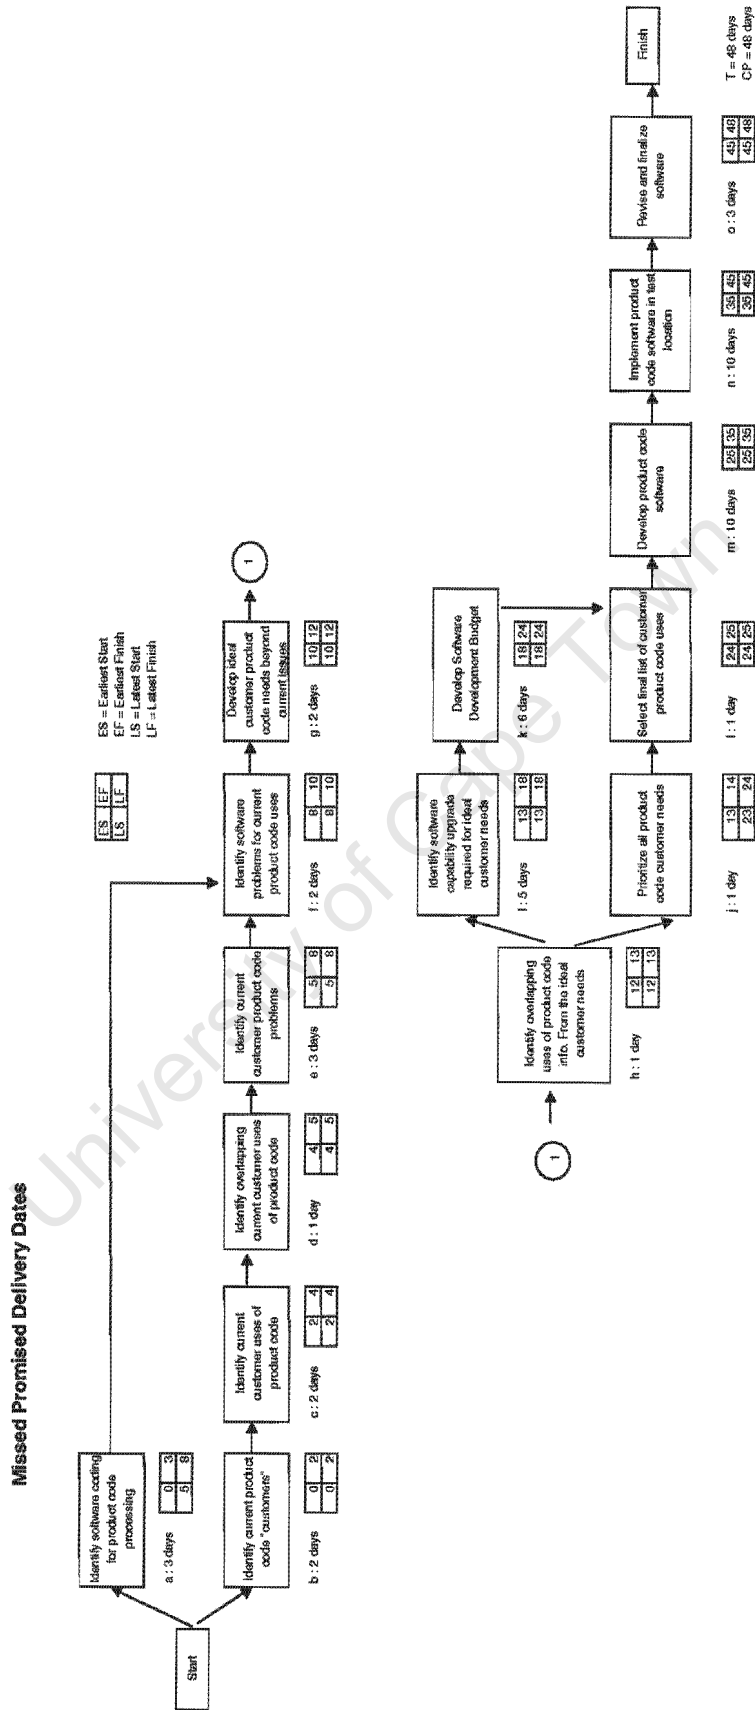 Missed Promised Delivery Dates
ES EF
LS LF
ES = Earliest Start
EF = Earliest Finish
LS = Latest Start
LF = Latest Finish
Start
Identify software coding
for product code
processing
a : 3 days
0 3
5 8
Identify current product
code "customers"
b : 2 days
0 2
0 2
Identify current
customer uses of
product code
c : 2 days
2 4
2 4
Identify overlapping
current customer uses
of product code
d : 1 day
4 5
4 5
Identify current
customer product code
problems
e : 3 days
5 8
5 8
Identify software
problems for current
product code uses
f : 2 days
8 10
8 10
Develop ideal
customer product
code needs beyond
current issues
g : 2 days
10 12
10 12
1
1
Identify overlapping
uses of product code
info. From the ideal
customer needs
h : 1 day
12 13
12 13
Identify software
capability upgrade
required for ideal
customer needs
I : 5 days
13 18
13 18
Develop Software
Development Budget
k : 6 days
18 24
18 24
Prioritize all product
code customer needs
j : 1 day
13 14
23 24
Select final list of customer
product code uses
l : 1 day
24 25
24 25
Develop product code
software
m : 10 days
25 35
25 35
Implement product
code software in test
location
n : 10 days
35 45
35 45
Revise and finalize
software
o : 3 days
45 48
45 48
Finish
T = 48 days
CP = 48 days
University of Cape Town